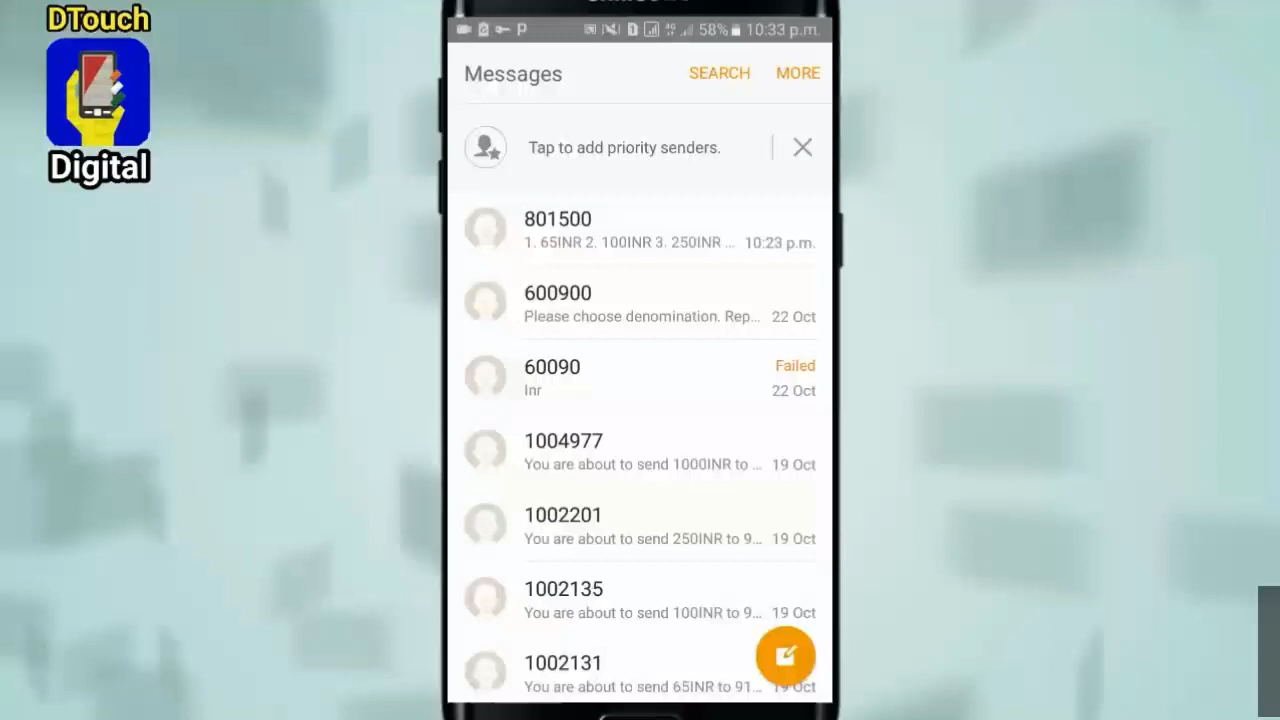 DTouch
Digital
P 1 58% 10:33 p.m.
Messages SEARCH MORE
Tap to add priority senders.
801500
1. 65INR 2. 100INR 3. 250INR ... 10:23 p.m.
600900
Please choose denomination. Rep... 22 Oct
60090 Failed
Inr 22 Oct
1004977
You are about to send 1000INR to ... 19 Oct
1002201
You are about to send 250INR to 9... 19 Oct
1002135
You are about to send 100INR to 9... 19 Oct
1002131
You are about to send 65INR to 91... 19 Oct